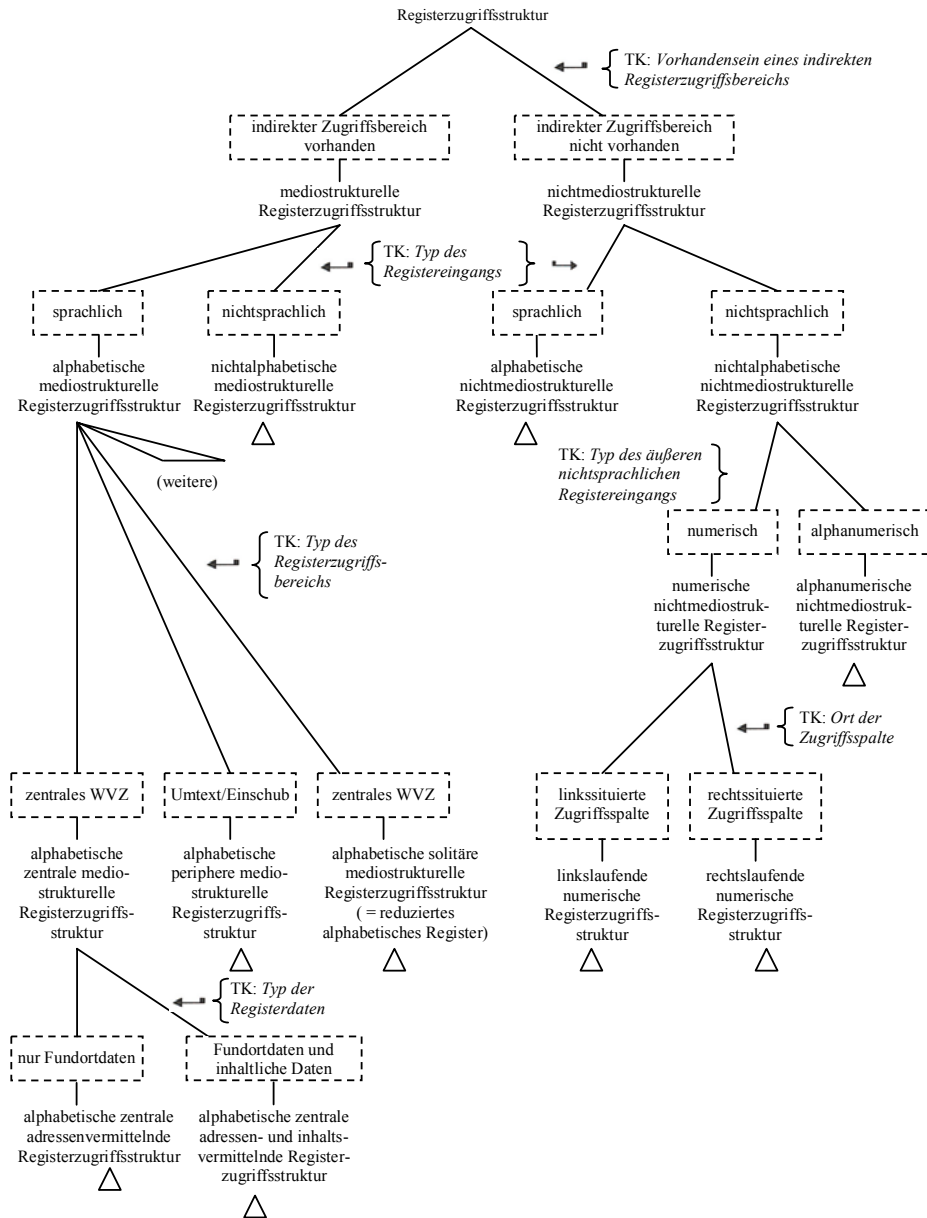 Registerzugriffsstruktur
TK: Vorhandensein eines indirekten
Registerzugriffsbereichs
indirekter Zugriffsbereich
vorhanden
indirekter Zugriffsbereich
nicht vorhanden
mediostrukturelle
Registerzugriffsstruktur
nichtmediostrukturelle
Registerzugriffsstruktur
TK: Typ des
Registereingangs
sprachlich
nichtsprachlich
sprachlich
nichtsprachlich
alphabetische
mediostrukturelle
Registerzugriffsstruktur
nichtalphabetische
mediostrukturelle
Registerzugriffsstruktur
alphabetische
nichtmediostrukturelle
Registerzugriffsstruktur
nichtalphabetische
nichtmediostrukturelle
Registerzugriffsstruktur
(weitere)
TK: Typ des äußeren
nichtsprachlichen
Registereingangs
numerisch
alphanumerisch
TK: Typ des
Registerzugriffs-
bereichs
numerische
nichtmediostruk-
turelle Register-
zugriffsstruktur
alphanumerische
nichtmediostruk-
turelle Register-
zugriffsstruktur
TK: Ort der
Zugriffsspalte
zentrales WVZ
Umtext/Einschub
zentrales WVZ
linkssituierte
Zugriffsspalte
rechtssituierte
Zugriffsspalte
alphabetische
zentrale medio-
strukturelle
Registerzugriffs-
struktur
alphabetische
periphere medio-
strukturelle
Registerzugriffs-
struktur
alphabetische solitäre
mediostrukturelle
Registerzugriffsstruktur
( = reduziertes
alphabetisches Register)
linkslaufende
numerische
Registerzugriffs-
struktur
rechtslaufende
numerische
Registerzugriffs-
struktur
TK: Typ der
Registerdaten
nur Fundortdaten
Fundortdaten und
inhaltliche Daten
alphabetische zentrale
adressenvermittelnde
Registerzugriffsstruktur
alphabetische zentrale
adressen- und inhalts-
vermittelnde Register-
zugriffsstruktur